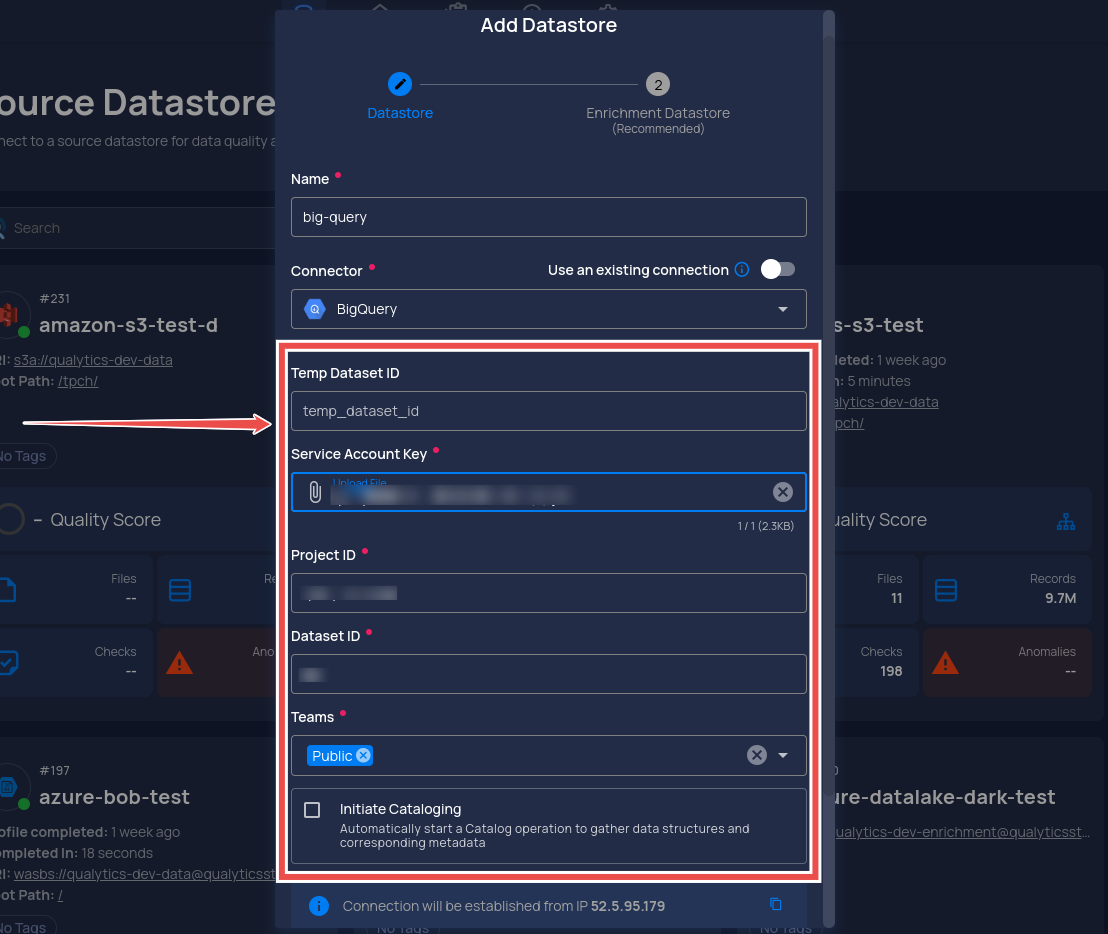 Add Datastore
2
Datastore
Enrichment Datastore
(Recommended)
ource Datastore
nect to a source datastore for data quality a
Name
big-query
Search
Connector
Use an existing connection
BigQuery
#231
amazon-s3-test-d
RI: s3a://qualytics-dev-data
ot Path: /tpch/
No Tags
– Quality Score
Files
--
Re
Checks
--
Ano
s-s3-test
leted: 1 week ago
n: 5 minutes
alytics-dev-data
pch/
uality Score
Files
11
Records
9.7M
Checks
198
Anomalies
--
Temp Dataset ID
temp_dataset_id
Service Account Key
Upload File
1 / 1 (2.3KB)
Project ID
Dataset ID
Teams
Public
Initiate Cataloging
Automatically start a Catalog operation to gather data structures and
corresponding metadata
Connection will be established from IP 52.5.95.179
#197
azure-bob-test
ofile completed: 1 week ago
ompleted In: 18 seconds
RI: wasbs://qualytics-dev-data@qualyticsst
ot Path: /
No Tags
No Tags
No Tags
ure-datalake-dark-test
ualytics-dev-enrichment@qualyticsst...